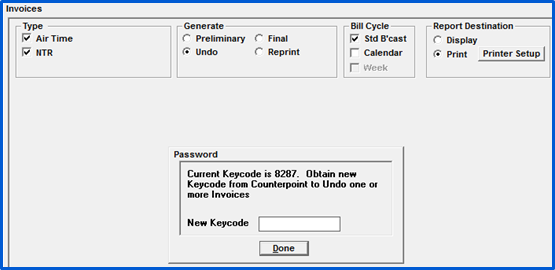 Invoices
Type
Air Time
NTR
Generate
Preliminary
Final
Undo
Reprint
Bill Cycle
Std B'cast
Calendar
Week
Report Destination
Display
Print
Printer Setup
Password
Current Keycode is 8287. Obtain new
Keycode from Counterpoint to Undo one or
more Invoices
New Keycode
Done